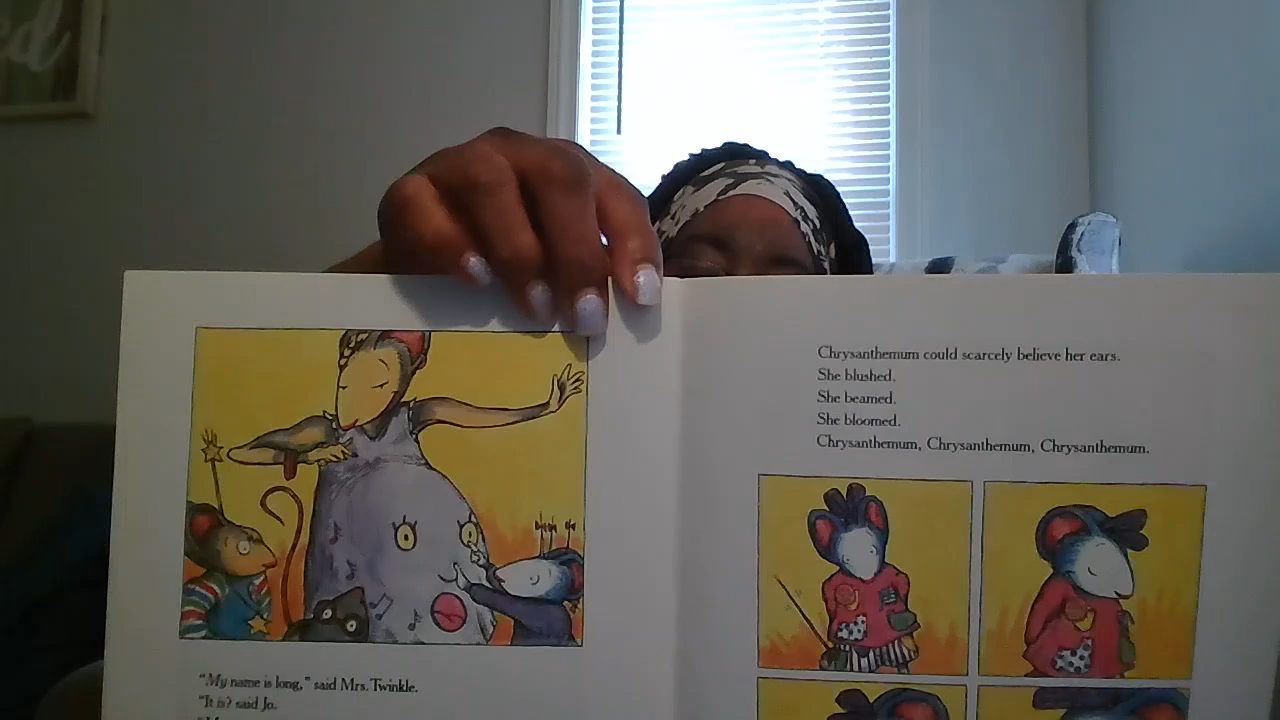 "My name is long," said Mrs. Twinkle.
"It is? said Jo.
Chrysanthemum could scarcely believe her ears.
She blushed.
She beamed.
She bloomed.
Chrysanthemum, Chrysanthemum, Chrysanthemum.